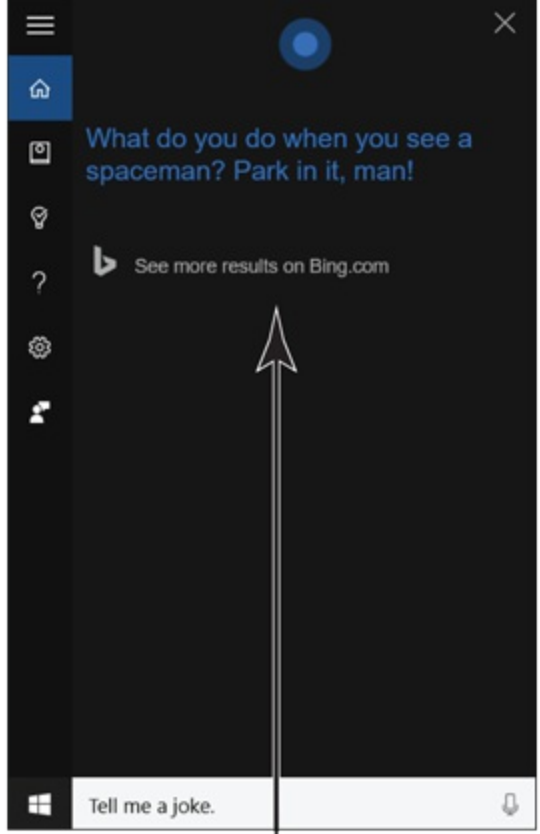 What do you do when you see a
spaceman? Park in it, man!
See more results on Bing.com
Tell me a joke.